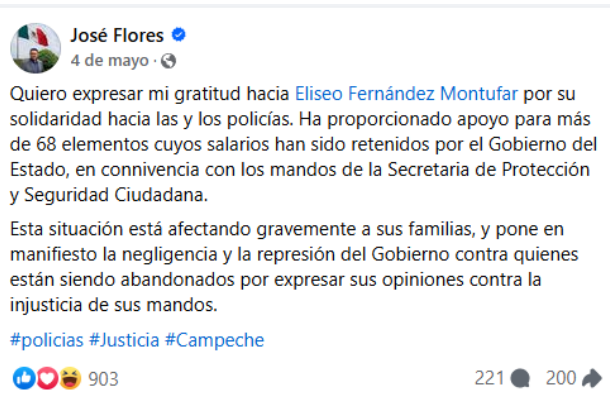 José Flores
4 de mayo ·
Quiero expresar mi gratitud hacia Eliseo Fernández Montufar por su
solidaridad hacia las y los policías. Ha proporcionado apoyo para más
de 68 elementos cuyos salarios han sido retenidos por el Gobierno del
Estado, en connivencia con los mandos de la Secretaria de Protección
y Seguridad Ciudadana.
Esta situación está afectando gravemente a sus familias, y pone en
manifiesto la negligencia y la represión del Gobierno contra quienes
están siendo abandonados por expresar sus opiniones contra la
injusticia de sus mandos.
#policias #Justicia #Campeche
903 221 200